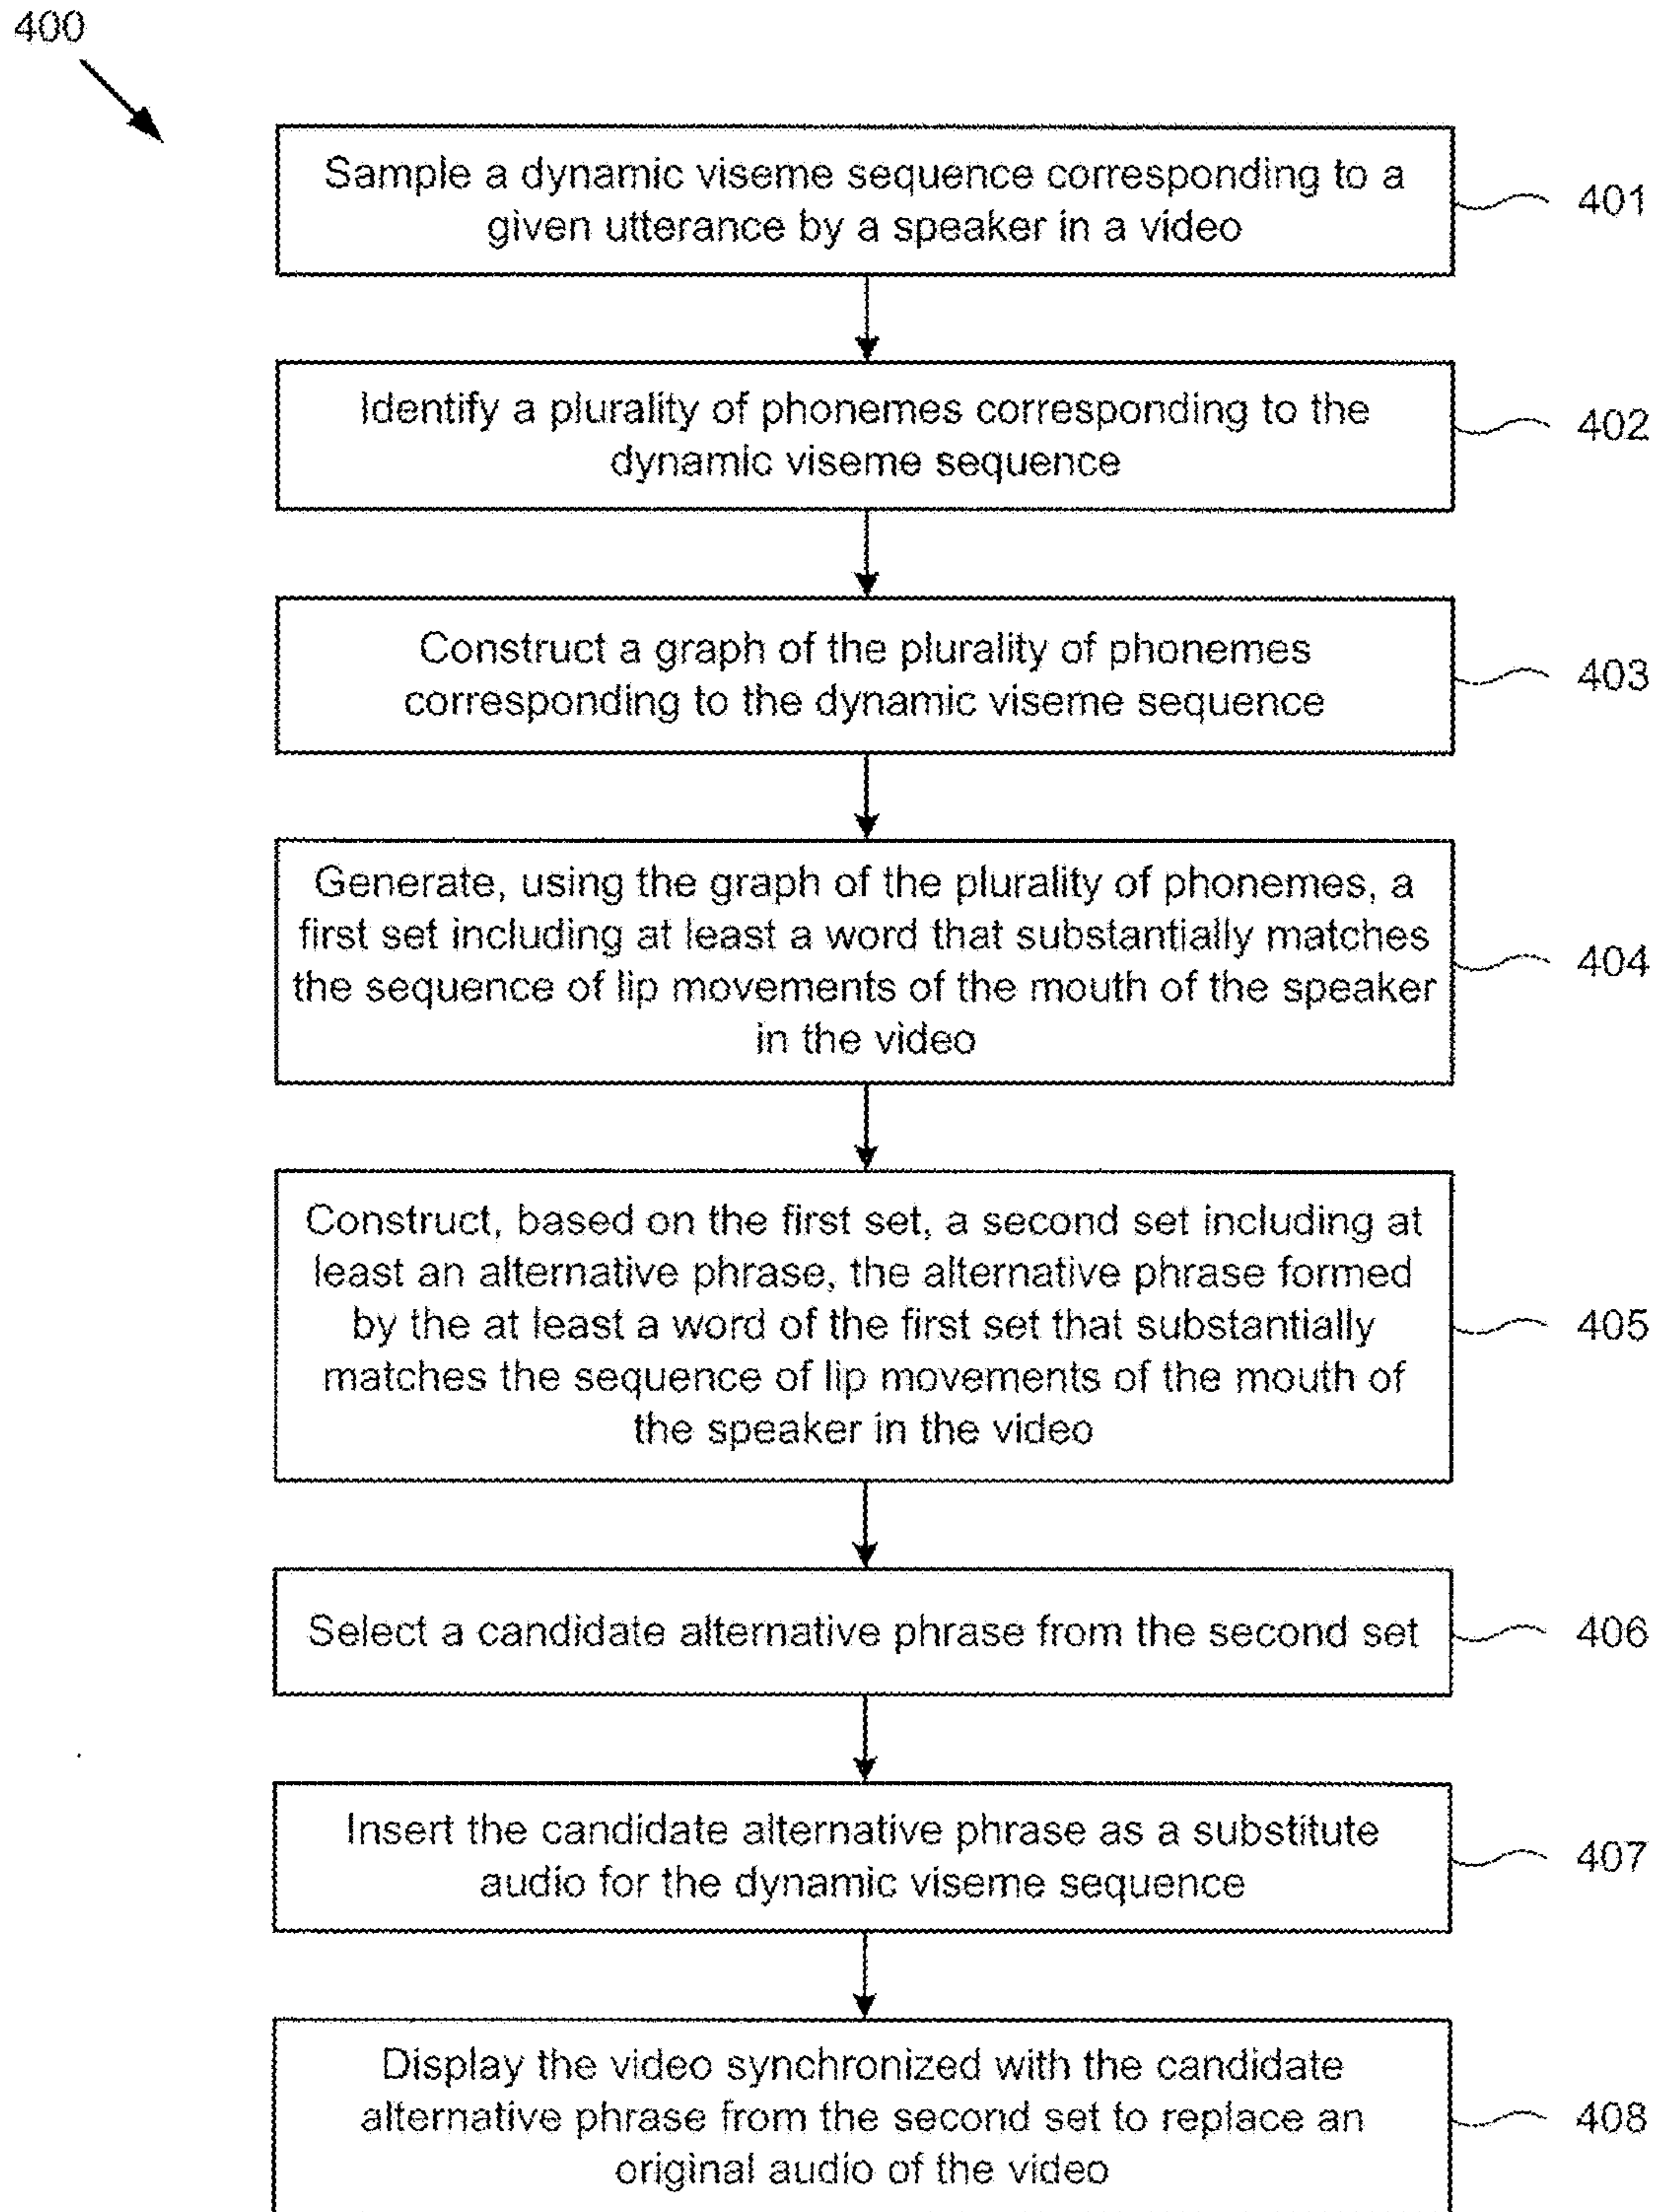 400
Sample a dynamic viseme sequence corresponding to a
given utterance by a speaker in a video
401
Identify a plurality of phonemes corresponding to the
dynamic viseme sequence
402
Construct a graph of the plurality of phonemes
corresponding to the dynamic viseme sequence
403
Generate, using the graph of the plurality of phonemes, a
first set including at least a word that substantially matches
the sequence of lip movements of the mouth of the speaker
in the video
404
Construct, based on the first set, a second set including at
least an alternative phrase, the alternative phrase formed
by the at least a word of the first set that substantially
matches the sequence of lip movements of the mouth of
the speaker in the video
405
Select a candidate alternative phrase from the second set
406
Insert the candidate alternative phrase as a substitute
audio for the dynamic viseme sequence
407
Display the video synchronized with the candidate
alternative phrase from the second set to replace an
original audio of the video
408